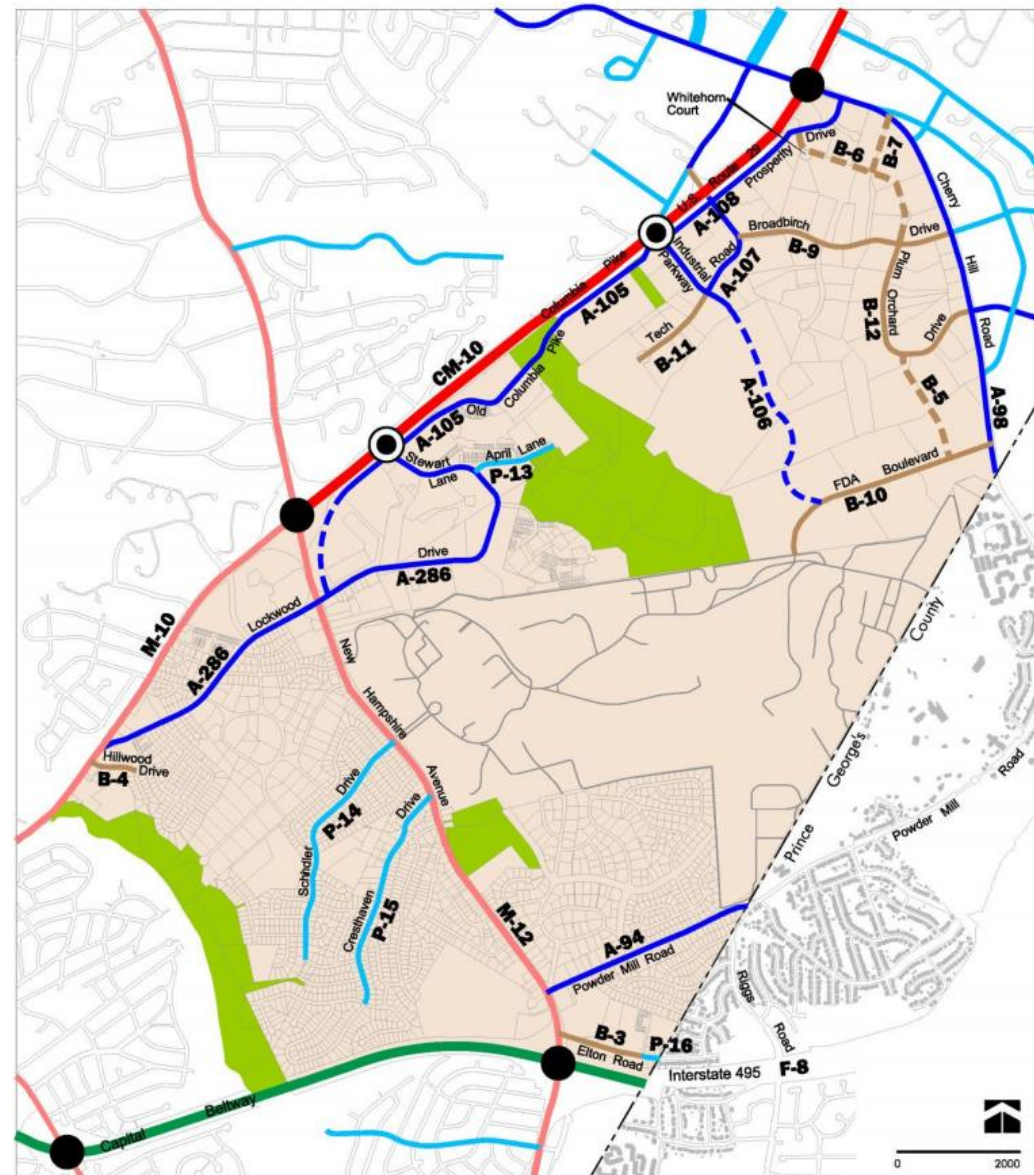 Whitehorn
Court
Drive
B-6
B-7
U.S. Route 29
Prosperity
A-108
Cherry
Hill
Road
Broadbirch
Drive
B-9
Industrial
Parkway
Road
A-107
Columbia Pike
A-105
Plum
Orchard
Drive
B-12
Tech
B-11
CM-10
Old
Columbia
Pike
A-105
A-106
B-5
A-98
Stewart
Lane
April Lane
P-13
FDA Boulevard
B-10
Drive
A-286
Lockwood
M-10
A-286
New
Hampshire
Avenue
County
George's
Prince
Hillwood
Drive
B-4
Drive
P-14
Schindler
Drive
Cresthaven
P-15
Powder Mill
Road
M-12
A-94
Powder Mill Road
Riggs
Road
B-3
P-16
Elton Road
Interstate 495
F-8
Capital
Beltway
0
2000